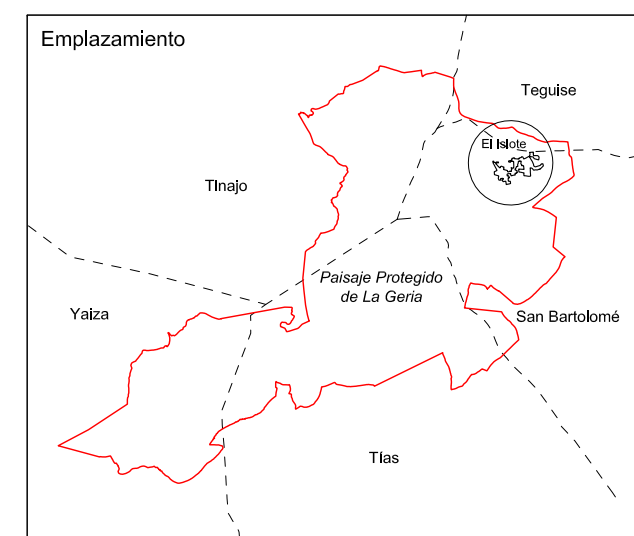 Emplazamiento
Teguise
El Islote
TInajo
Paisaje Protegido
de La Geria
Yaiza
San Bartolomé
Tías